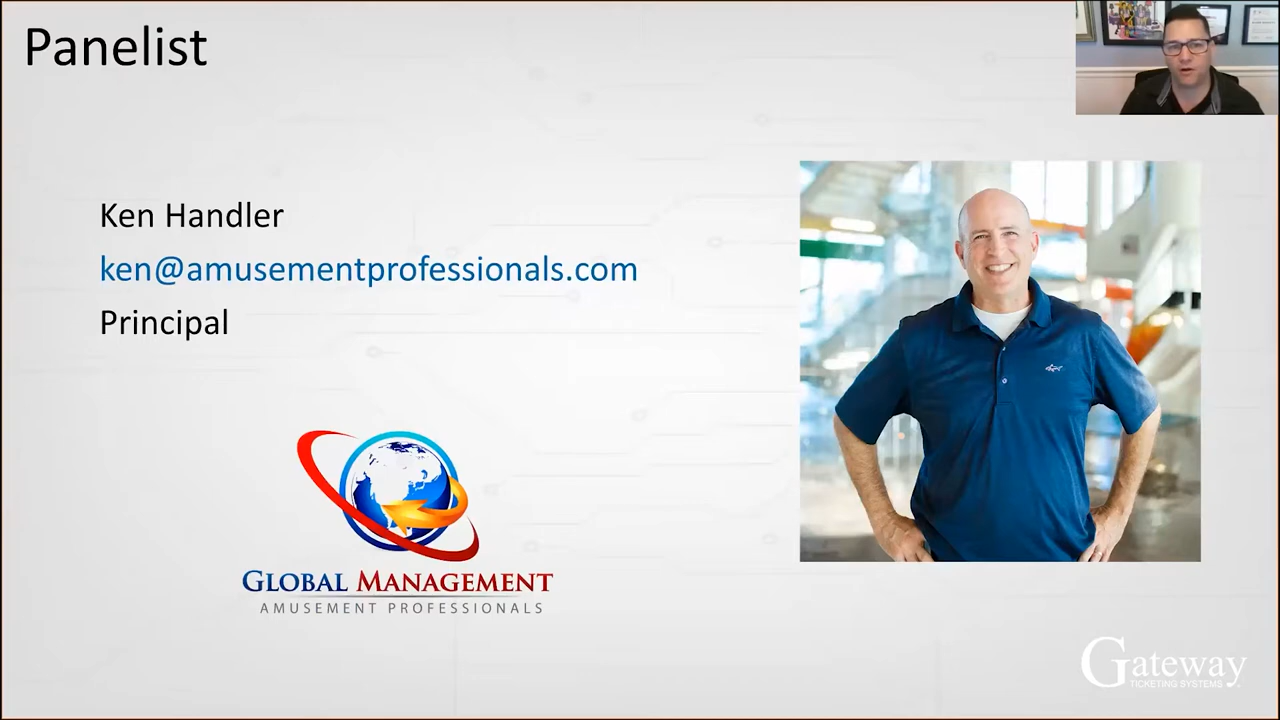 Panelist
Ken Handler
ken@amusementprofessionals.com
Principal
GLOBAL MANAGEMENT
AMUSEMENT PROFESSIONALS
Gateway
TICKETING SYSTEMS